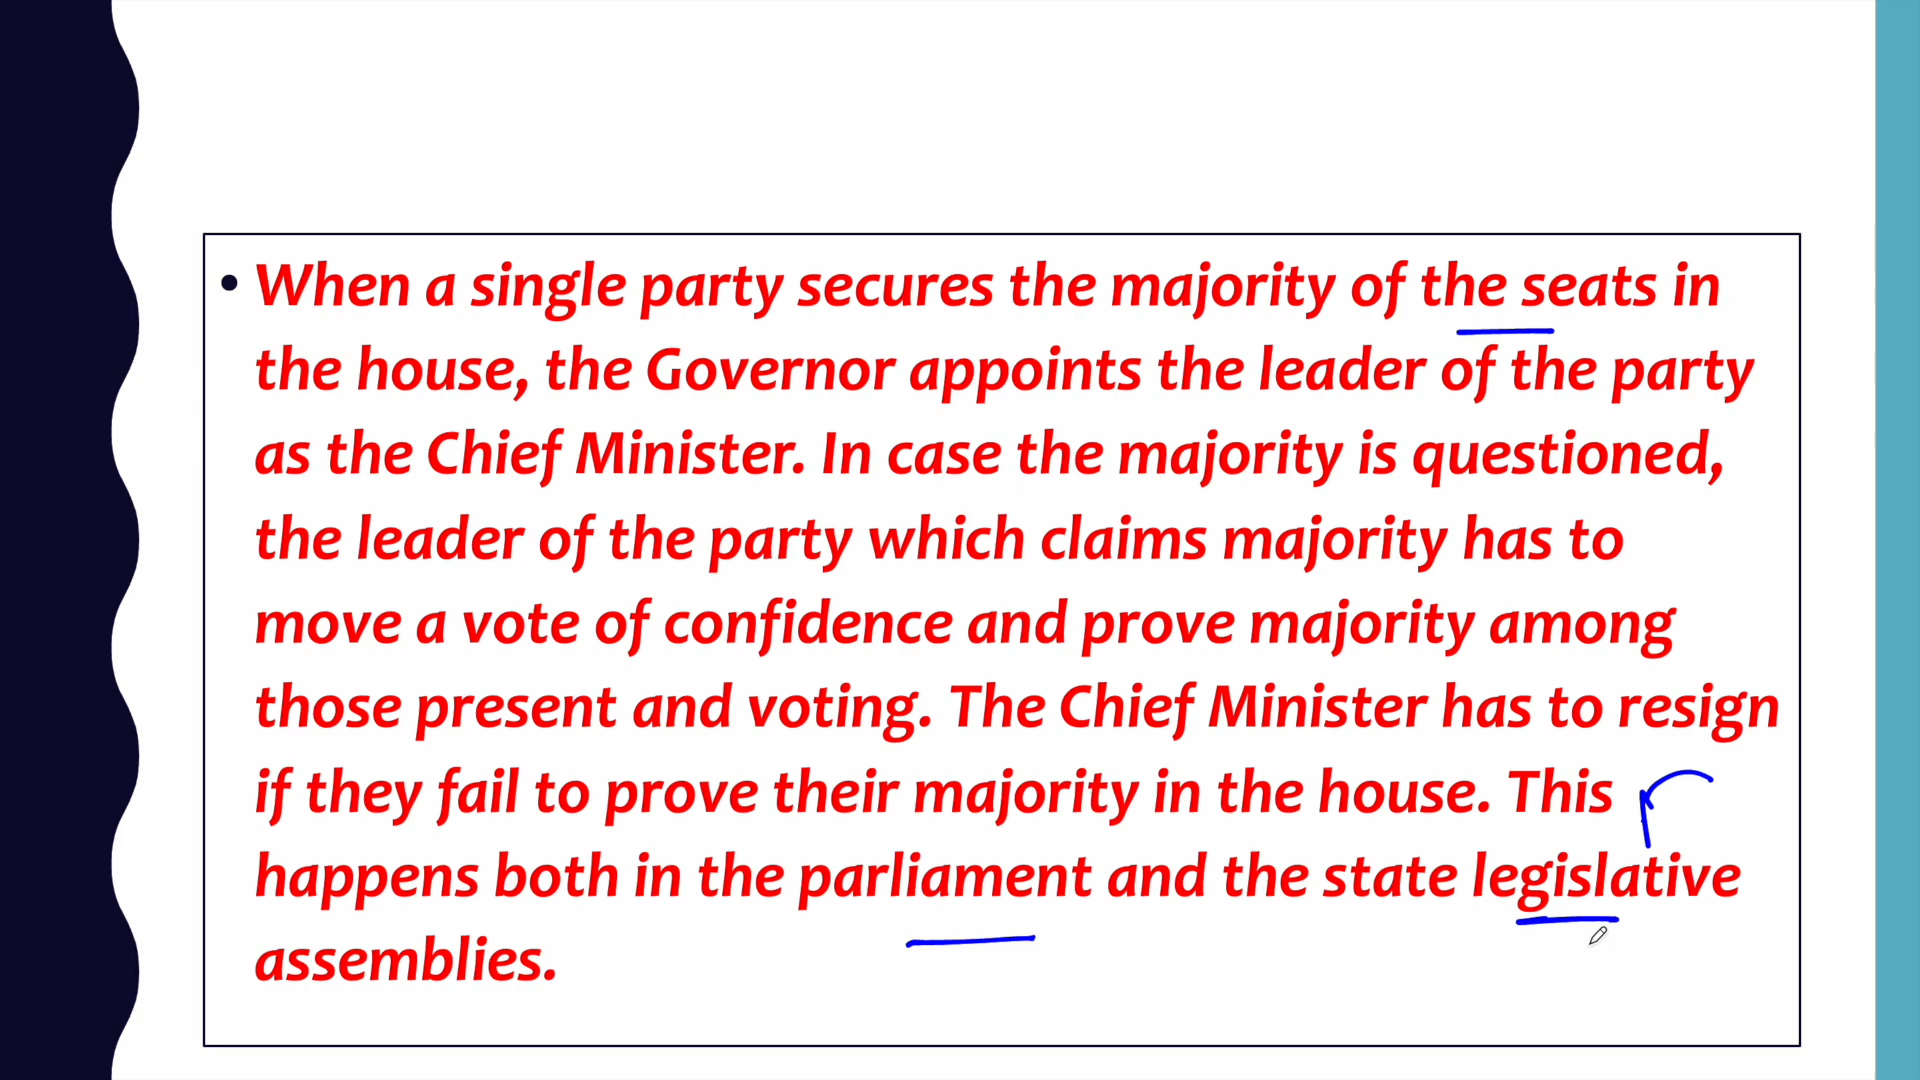 • When a single party secures the majority of the seats in
the house, the Governor appoints the leader of the party
as the Chief Minister. In case the majority is questioned,
the leader of the party which claims majority has to
move a vote of confidence and prove majority among
those present and voting. The Chief Minister has to resign
if they fail to prove their majority in the house. This
happens both in the parliament and the state legislative
assemblies.